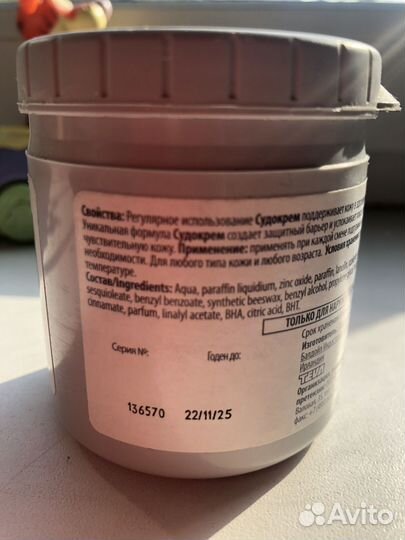 Свойства: Регулярное использование Судокрем поддерживает кожу в
Уникальная формула Судокрем создает защитный барьер и успокаивает
чувствительную кожу. Применение: применять при каждой смене
необходимости. Для любого типа кожи и любого возраста. Условия
температуре.
Состав/Ingredients: Aqua, paraffin liquidium, zinc oxide, paraffin,
sesquioleate, benzyl benzoate, synthetic beeswax, benzyl alcohol,
cinnamate, parfum, linalyl acetate, BHA, citric acid, BHT.
ТОЛЬКО ДЛЯ
Срок
Серия №: Годен до:
136570 22/11/25
TEVA
Avito